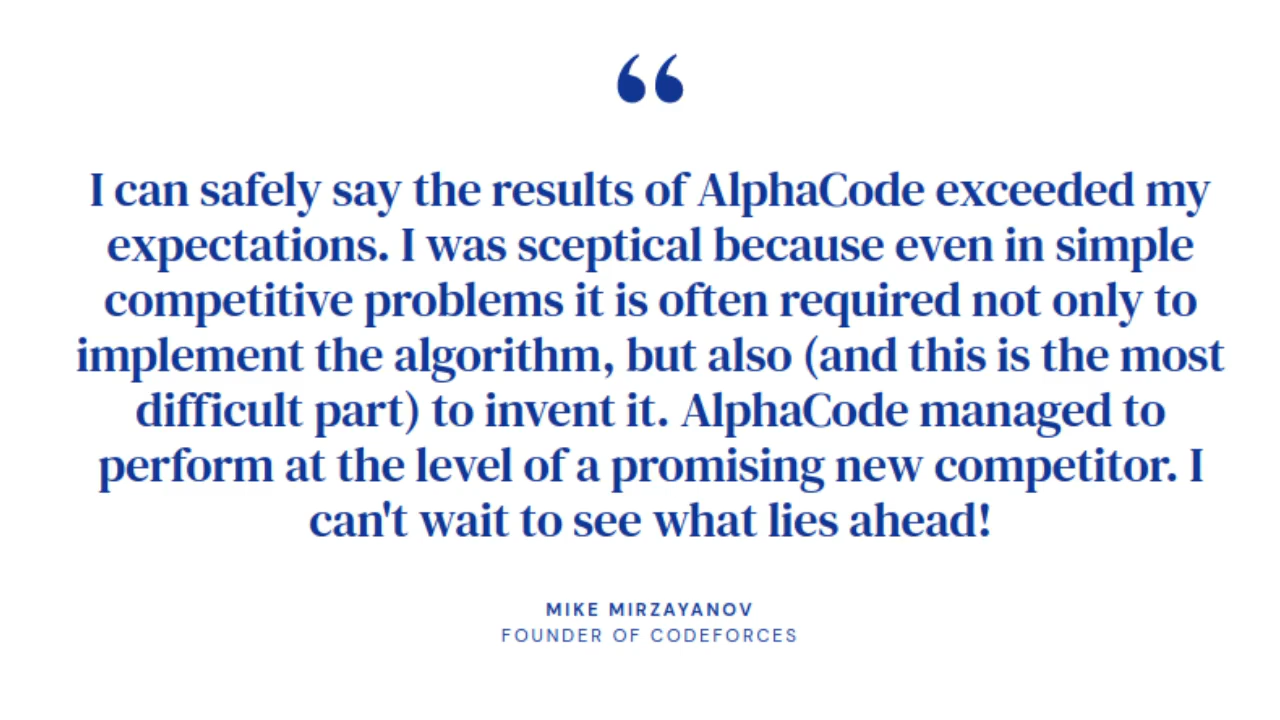 “
I can safely say the results of AlphaCode exceeded my
expectations. I was sceptical because even in simple
competitive problems it is often required not only to
implement the algorithm, but also (and this is the most
difficult part) to invent it. AlphaCode managed to
perform at the level of a promising new competitor. I
can't wait to see what lies ahead!
MIKE MIRZAYANOV
FOUNDER OF CODEFORCES